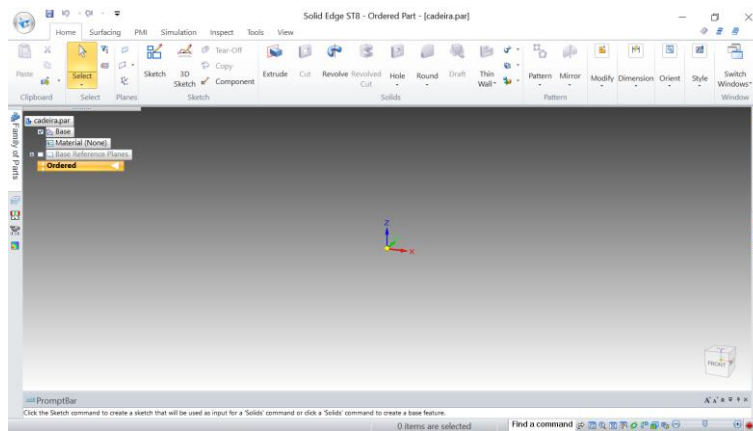 Solid Edge ST8 - Ordered Part - [cadeira.par]
Home Surfacing PMI Simulation Inspect Tools View
Tear-Off
Copy
Component
Paste Select Sketch 3D Sketch Extrude Cut Revolve Revolved Cut Hole Round Draft Thin Wall Pattern Mirror Modify Dimension Orient Style Switch Windows
Clipboard Select Planes Sketch Solids Pattern Window
Family of Parts
cadeira.par
Base
Material (None)
Base Reference Planes
Ordered
Z
X
FRONT
PromptBar
Click the Sketch command to create a sketch that will be used as input for a 'Solids' command or click a 'Solids' command to create a base feature.
0 items are selected Find a command